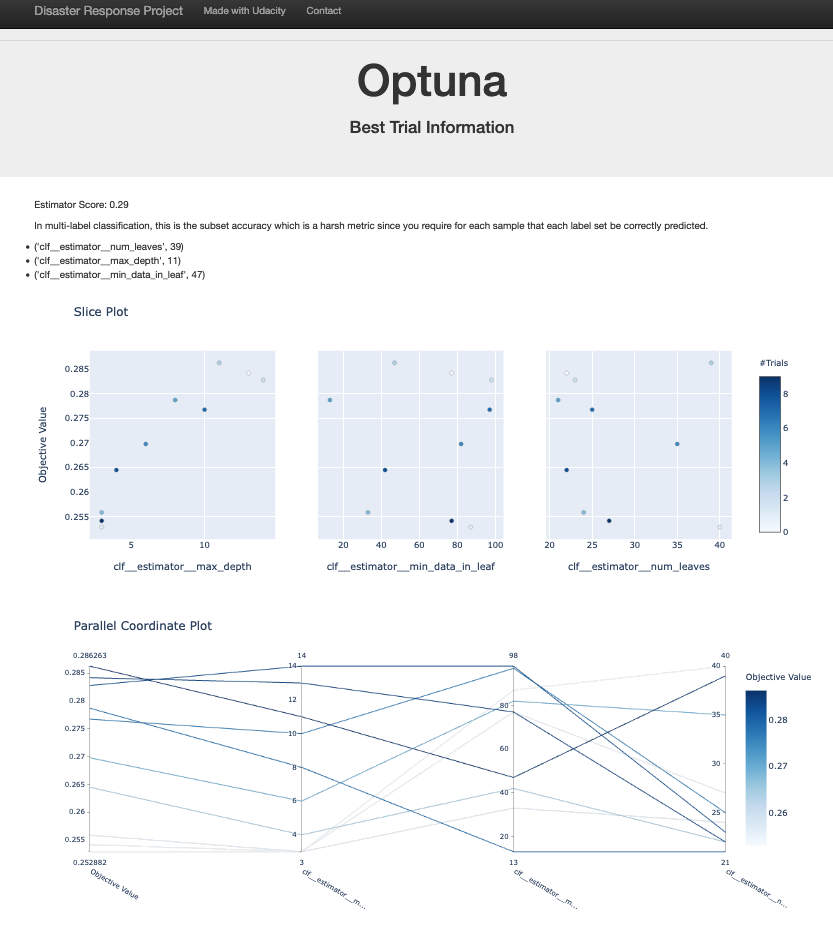 Disaster Response Project Made with Udacity Contact
Optuna
Best Trial Information
Estimator Score: 0.29
In multi-label classification, this is the subset accuracy which is a harsh metric since you require for each sample that each label set be correctly predicted.
• ('clf__estimator__num_leaves', 39)
• ('clf__estimator__max_depth', 11)
• ('clf__estimator__min_data_in_leaf', 47)
Slice Plot
#Trials
0.285
0.28
0.275
0.27
0.265
0.26
0.255
Objective Value
8
6
4
2
0
5 10
20 40 60 80 100
20 25 30 35 40
clf__estimator__max_depth
clf__estimator__min_data_in_leaf
clf__estimator__num_leaves
Parallel Coordinate Plot
0.286263 14 98 40
0.285
0.28
0.275
0.27
0.265
0.26
0.255
14
12
10
8
6
4
80
60
40
20
40
35
30
25
0.252882 3 13 21
Objective Value
clf__estimator__m...
clf__estimator__m...
clf__estimator__n...
Objective Value
0.28
0.27
0.26